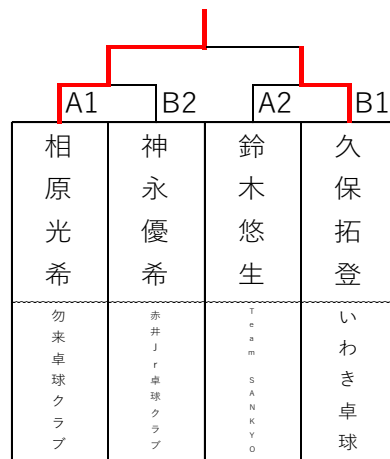 A1 B2 A2 B1
相原光希
神永優希
鈴木悠生
久保拓登
勿来卓球クラブ
赤井Jr卓球クラブ
Team SANKYO
いわき卓球